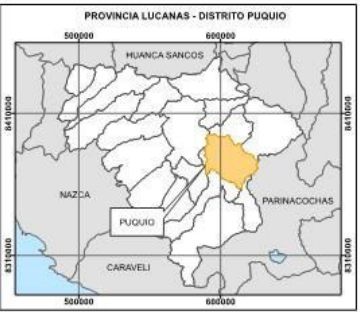 PROVINCIA LUCANAS - DISTRITO PUQUIO
500000 600000
HUANCA SANCOS
8410000 8410000
NAZCA
PARINACOCHAS
PUQUIO
8310000 8310000
CARAVELI
500000 600000